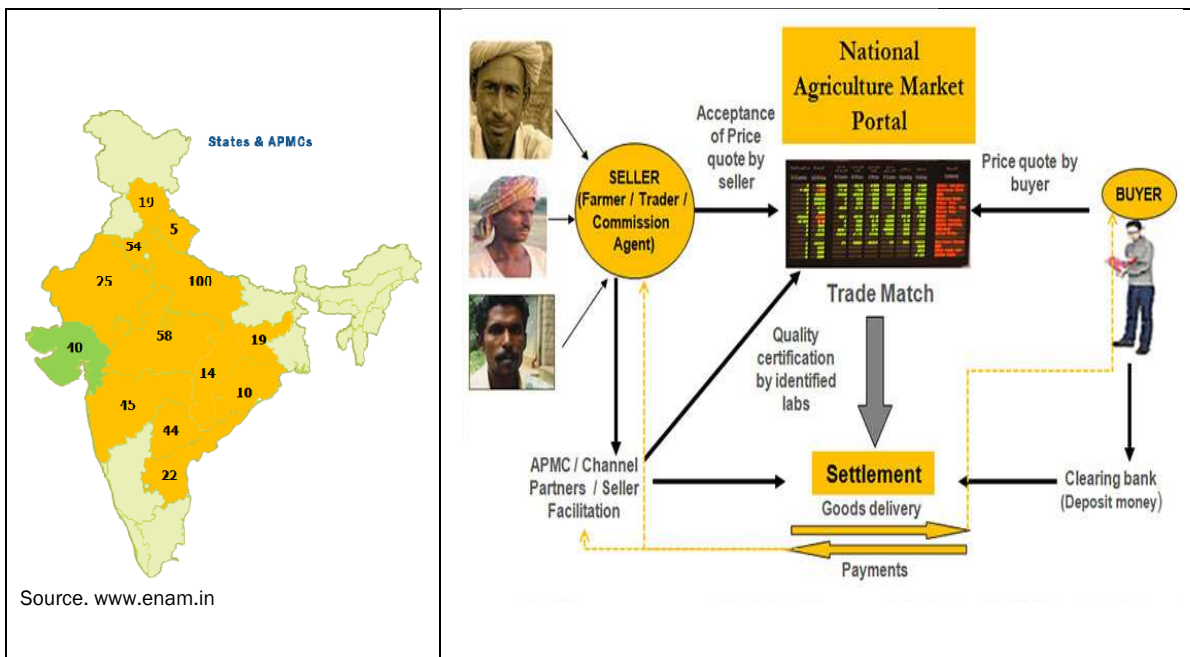 States & APMCs
19
5
54
25
100
58
40
19
14
10
45
44
22
Source. www.enam.in
National
Agriculture Market
Portal
Acceptance
of Price
quote by
seller
SELLER
(Farmer / Trader /
Commission
Agent)
Price quote by
buyer
BUYER
Trade Match
Quality
certification
by identified
labs
APMC / Channel
Partners / Seller
Facilitation
Settlement
Goods delivery
Clearing bank
(Deposit money)
Payments